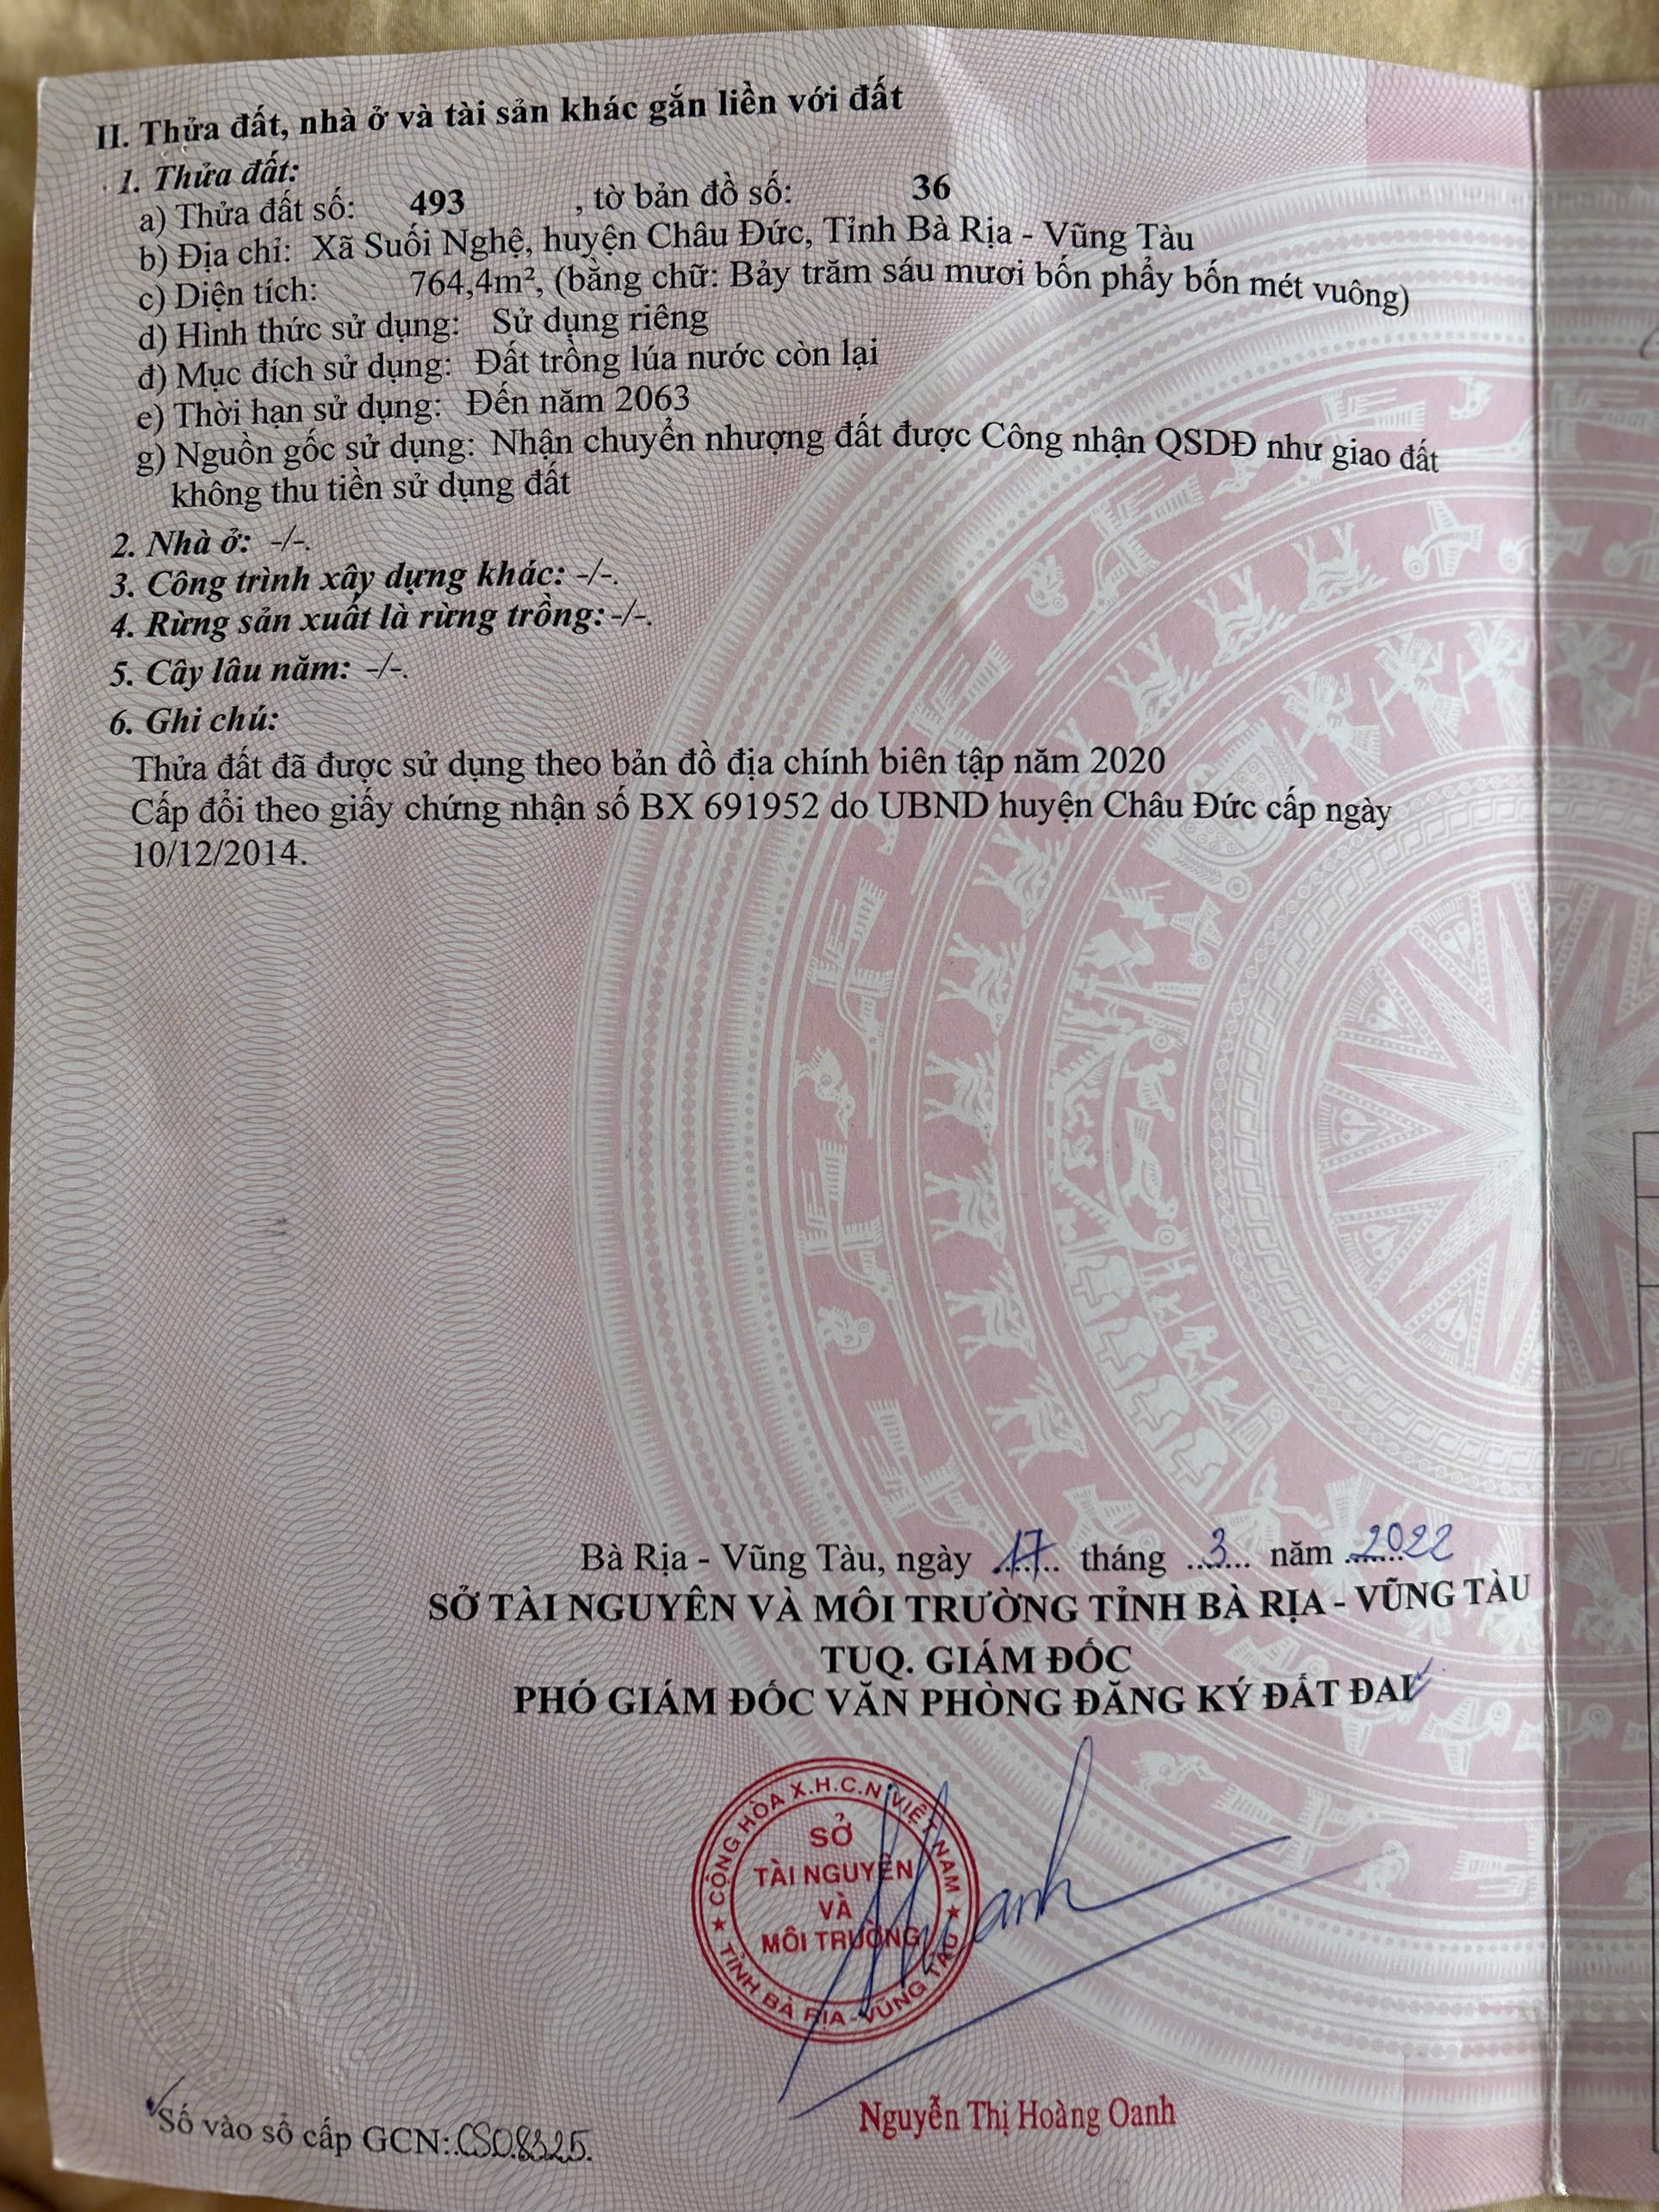 II. Thửa đất, nhà ở và tài sản khác gắn liền với đất
1. Thửa đất:
a) Thửa đất số: 493 , tờ bản đồ số: 36
b) Địa chỉ: Xã Suối Nghệ, huyện Châu Đức, Tỉnh Bà Rịa - Vũng Tàu
c) Diện tích: 764,4m², (bằng chữ: Bảy trăm sáu mươi bốn phẩy bốn mét vuông)
d) Hình thức sử dụng: Sử dụng riêng
đ) Mục đích sử dụng: Đất trồng lúa nước còn lại
e) Thời hạn sử dụng: Đến năm 2063
g) Nguồn gốc sử dụng: Nhận chuyển nhượng đất được Công nhận QSDĐ như giao đất
không thu tiền sử dụng đất
2. Nhà ở: -/-.
3. Công trình xây dựng khác: -/-.
4. Rừng sản xuất là rừng trồng: -/-.
5. Cây lâu năm: -/-.
6. Ghi chú:
Thửa đất đã được sử dụng theo bản đồ địa chính biên tập năm 2020
Cấp đổi theo giấy chứng nhận số BX 691952 do UBND huyện Châu Đức cấp ngày
10/12/2014.
Bà Rịa - Vũng Tàu, ngày 17 tháng 3 năm 2022
SỞ TÀI NGUYÊN VÀ MÔI TRƯỜNG TỈNH BÀ RỊA - VŨNG TÀU
TUQ. GIÁM ĐỐC
PHÓ GIÁM ĐỐC VĂN PHÒNG ĐĂNG KÝ ĐẤT ĐAI
CỘNG HÒA X.H.C.N VIỆT NAM
SỞ
TÀI NGUYÊN
VÀ
MÔI TRƯỜNG
TỈNH BÀ RỊA - VŨNG TÀU
Nguyễn Thị Hoàng Oanh
Số vào sổ cấp GCN: CS08325